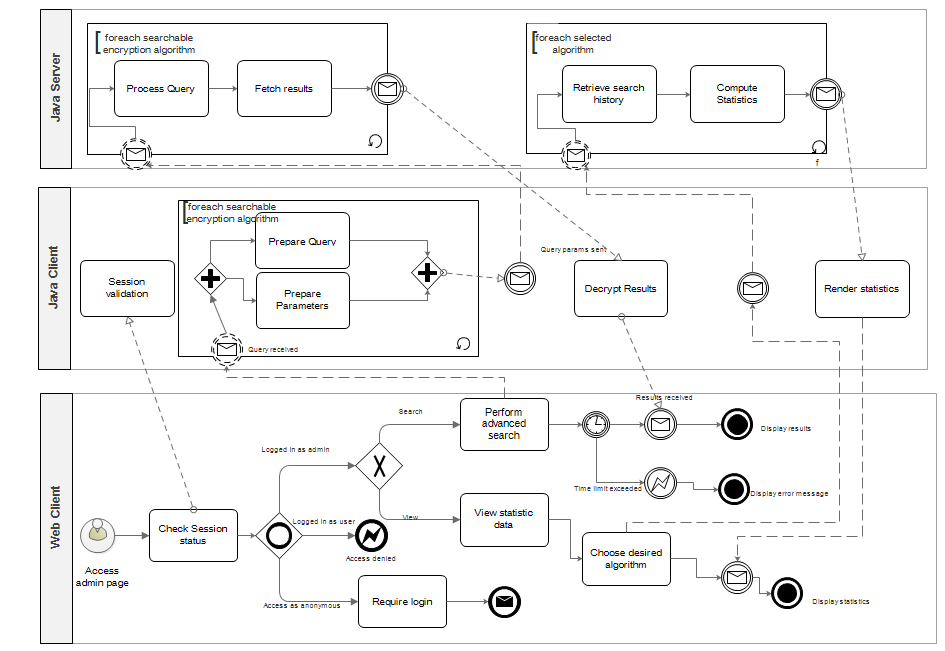 Java Server
foreach searchable
encryption algorithm
Process Query
Fetch results
foreach selected
algorithm
Retrieve search
history
Compute
Statistics
f
Java Client
foreach searchable
encryption algorithm
Prepare Query
Prepare
Parameters
Query received
Session
validation
Query params sent
Decrypt Results
Render statistics
Web Client
Access
admin page
Check Session
status
Logged in as admin
Logged in as user
Access denied
Access as anonymous
Require login
Search
View
Perform
advanced
search
View statistic
data
Results received
Display results
Time limit exceeded
Display error message
Choose desired
algorithm
Display statistics